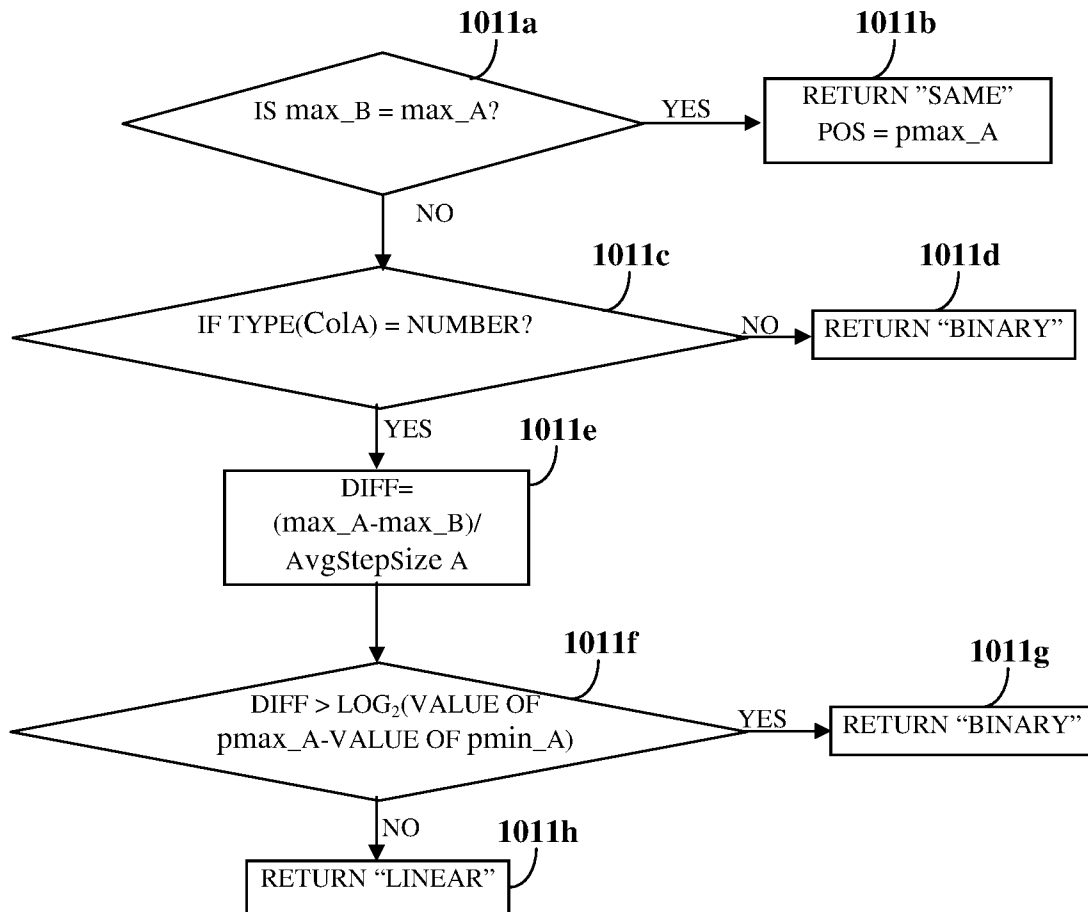 1011a
IS max_B = max_A?
YES
1011b
RETURN ”SAME”
POS = pmax_A
NO
1011c
IF TYPE(ColA) = NUMBER?
NO
1011d
RETURN “BINARY”
YES
1011e
DIFF=
(max_A-max_B)/
AvgStepSize A
1011f
DIFF > LOG₂(VALUE OF
pmax_A-VALUE OF pmin_A)
YES
1011g
RETURN “BINARY”
NO
1011h
RETURN “LINEAR”